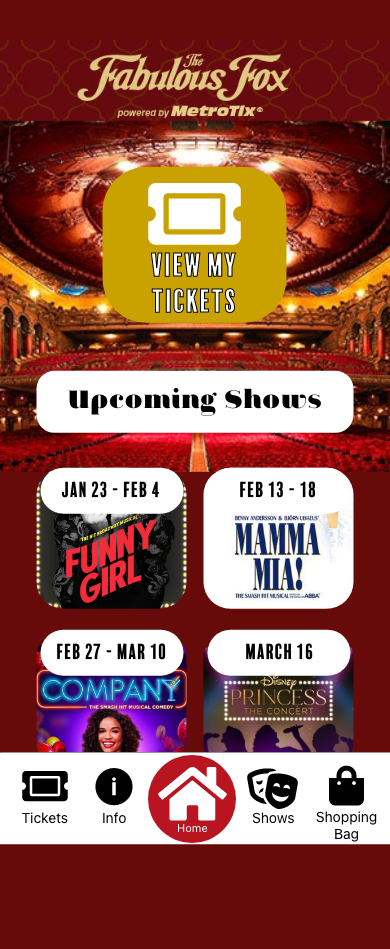 The
Fabulous Fox
powered by MetroTix®
VIEW MY
TICKETS
Upcoming Shows
JAN 23 - FEB 4
FEB 13 - 18
FUNNY
GIRL
BENNY ANDERSSON & BJÖRN ULVAEUS'
MAMMA
MIA!
THE SMASH HIT MUSICAL BASED ON THE SONGS OF ABBA®
FEB 27 - MAR 10
MARCH 16
COMPANY
THE SMASH HIT MUSICAL COMEDY
Disney
PRINCESS
THE CONCERT
Tickets
Info
Home
Shows
Shopping
Bag